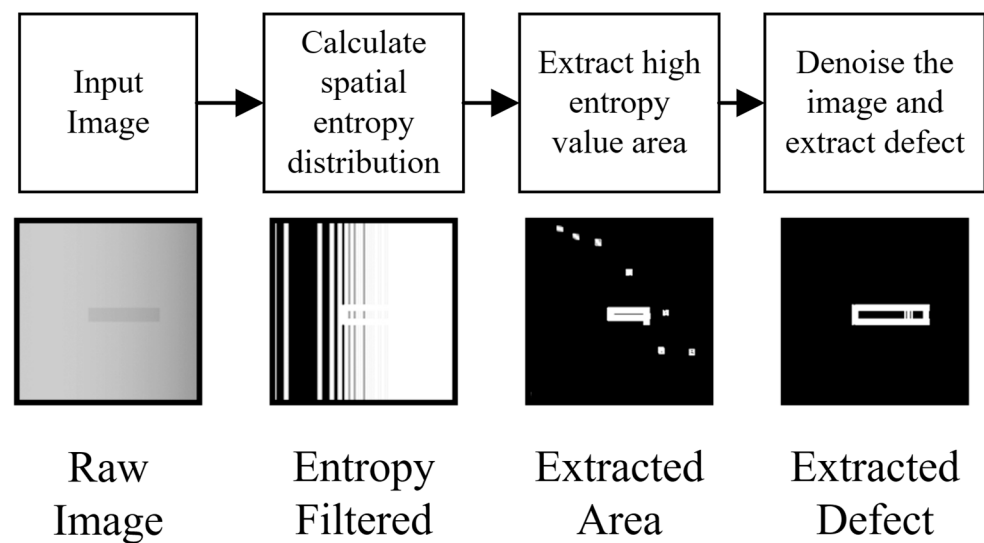 Input
Image
Calculate
spatial
entropy
distribution
Extract high
entropy
value area
Denoise the
image and
extract defect
Raw
Image
Entropy
Filtered
Extracted
Area
Extracted
Defect